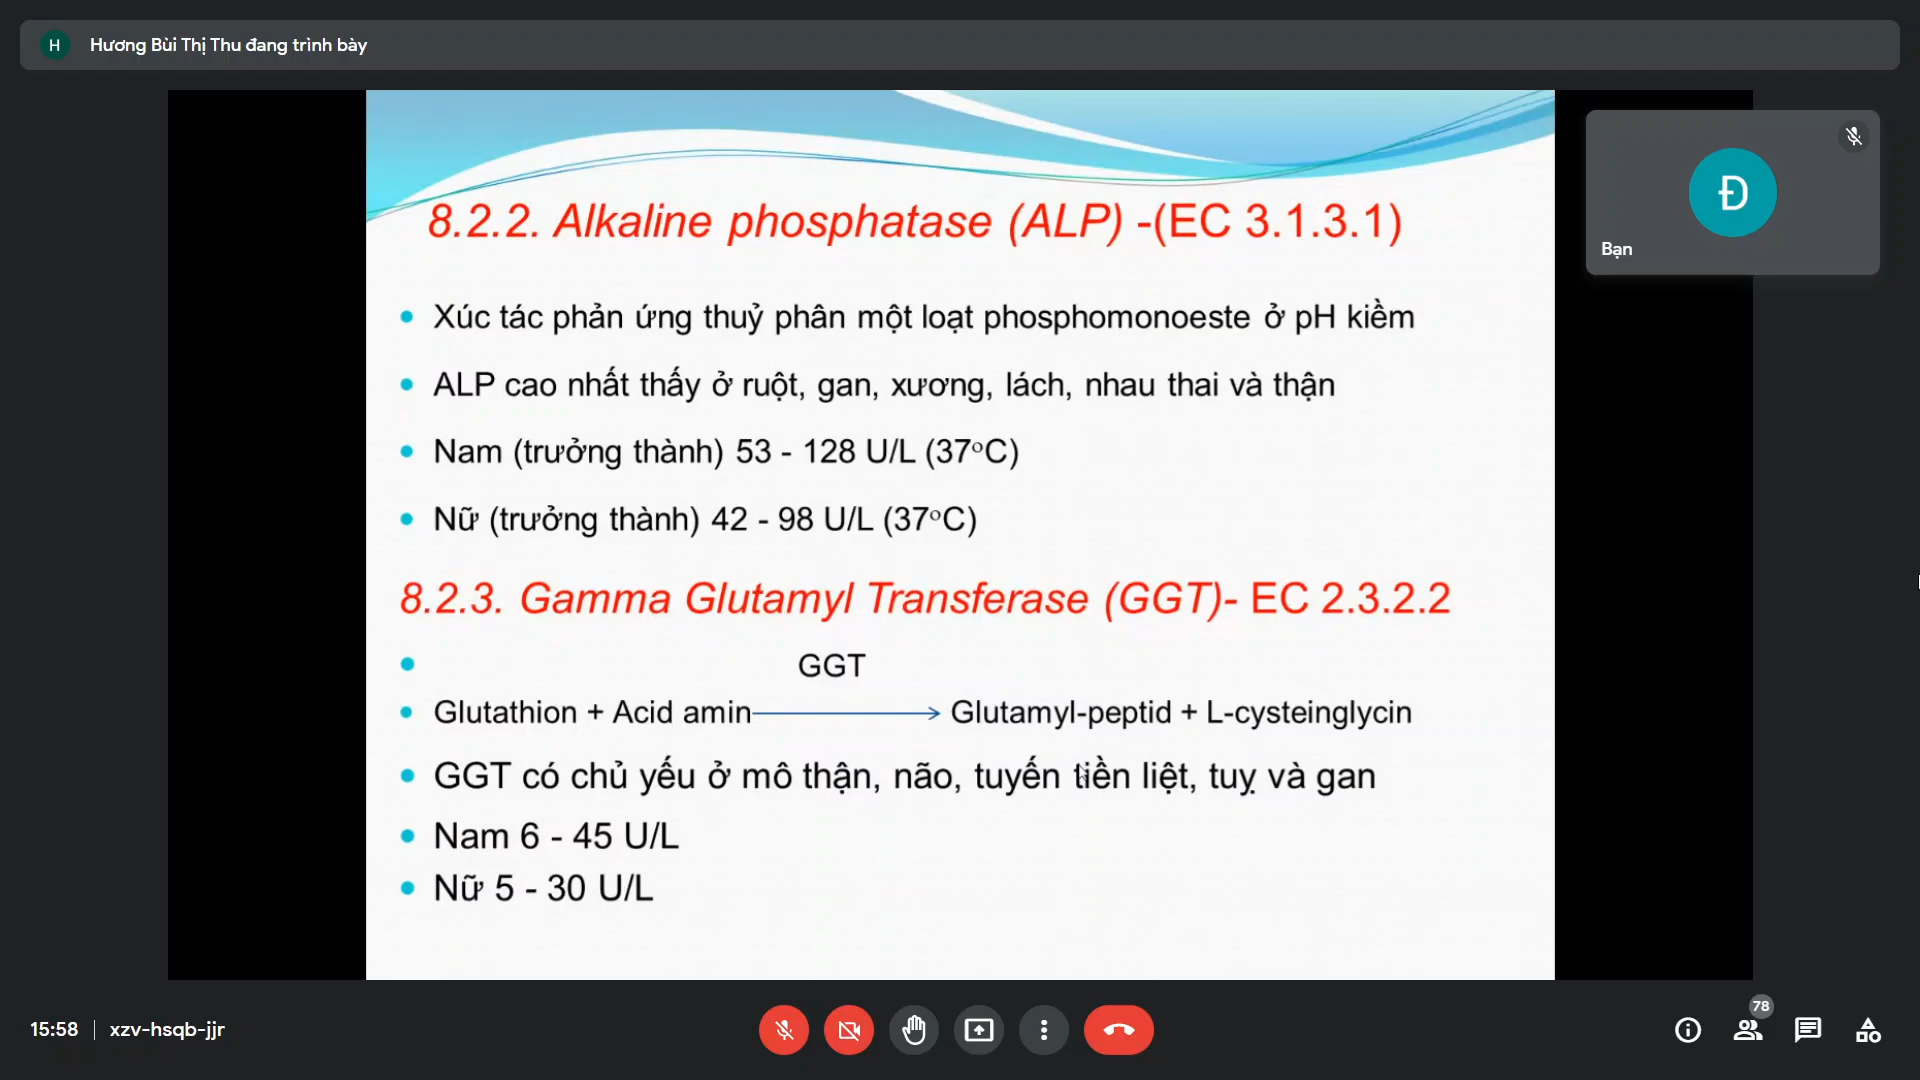 H
Hương Bùi Thị Thu đang trình bày
8.2.2. Alkaline phosphatase (ALP) -(EC 3.1.3.1)
Xúc tác phản ứng thuỷ phân một loạt phosphomonoeste ở pH kiềm
ALP cao nhất thấy ở ruột, gan, xương, lách, nhau thai và thận
Nam (trưởng thành) 53 - 128 U/L (37ºC)
Nữ (trưởng thành) 42 - 98 U/L (37ºC)
8.2.3. Gamma Glutamyl Transferase (GGT)- EC 2.3.2.2
GGT
Glutathion + Acid amin → Glutamyl-peptid + L-cysteinglycin
GGT có chủ yếu ở mô thận, não, tuyến tiền liệt, tuỵ và gan
Nam 6 - 45 U/L
Nữ 5 - 30 U/L
Đ
Bạn
15:58 | xzv-hsqb-jjr
78